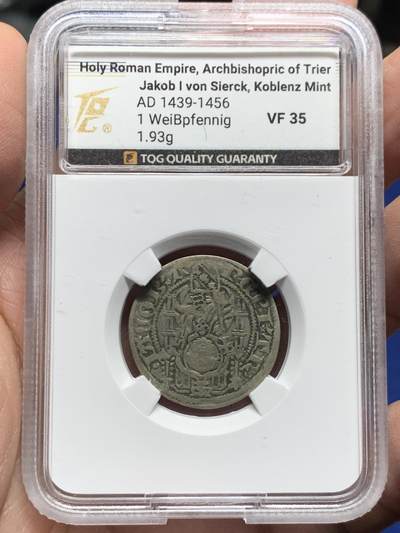 Holy Roman Empire, Archbishopric of Trier
Jakob I von Sierck, Koblenz Mint
AD 1439-1456
1 Weiβpfennig
VF 35
1.93g
TQG QUALITY GUARANTY